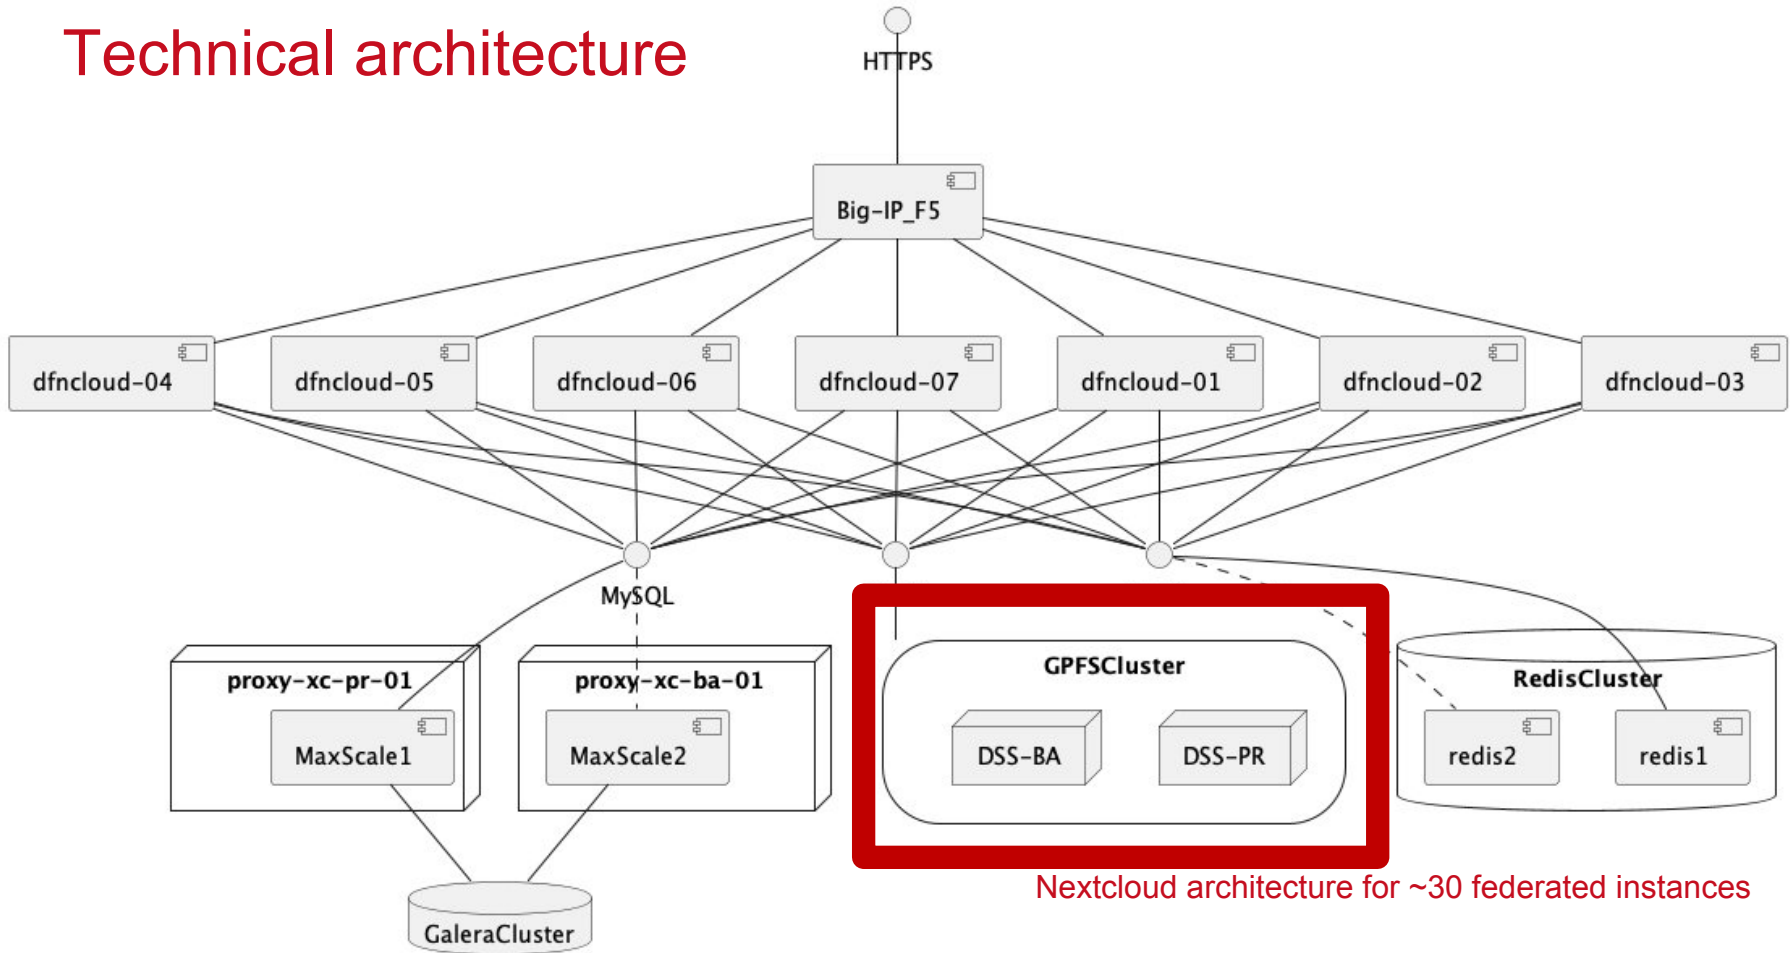 Technical architecture
HTTPS
Big-IP_F5
dfncloud-04
dfncloud-05
dfncloud-06
dfncloud-07
dfncloud-01
dfncloud-02
dfncloud-03
MySQL
proxy-xc-pr-01
proxy-xc-ba-01
GPFSCluster
RedisCluster
MaxScale1
MaxScale2
DSS-BA
DSS-PR
redis2
redis1
Nextcloud architecture for ~30 federated instances
GaleraCluster